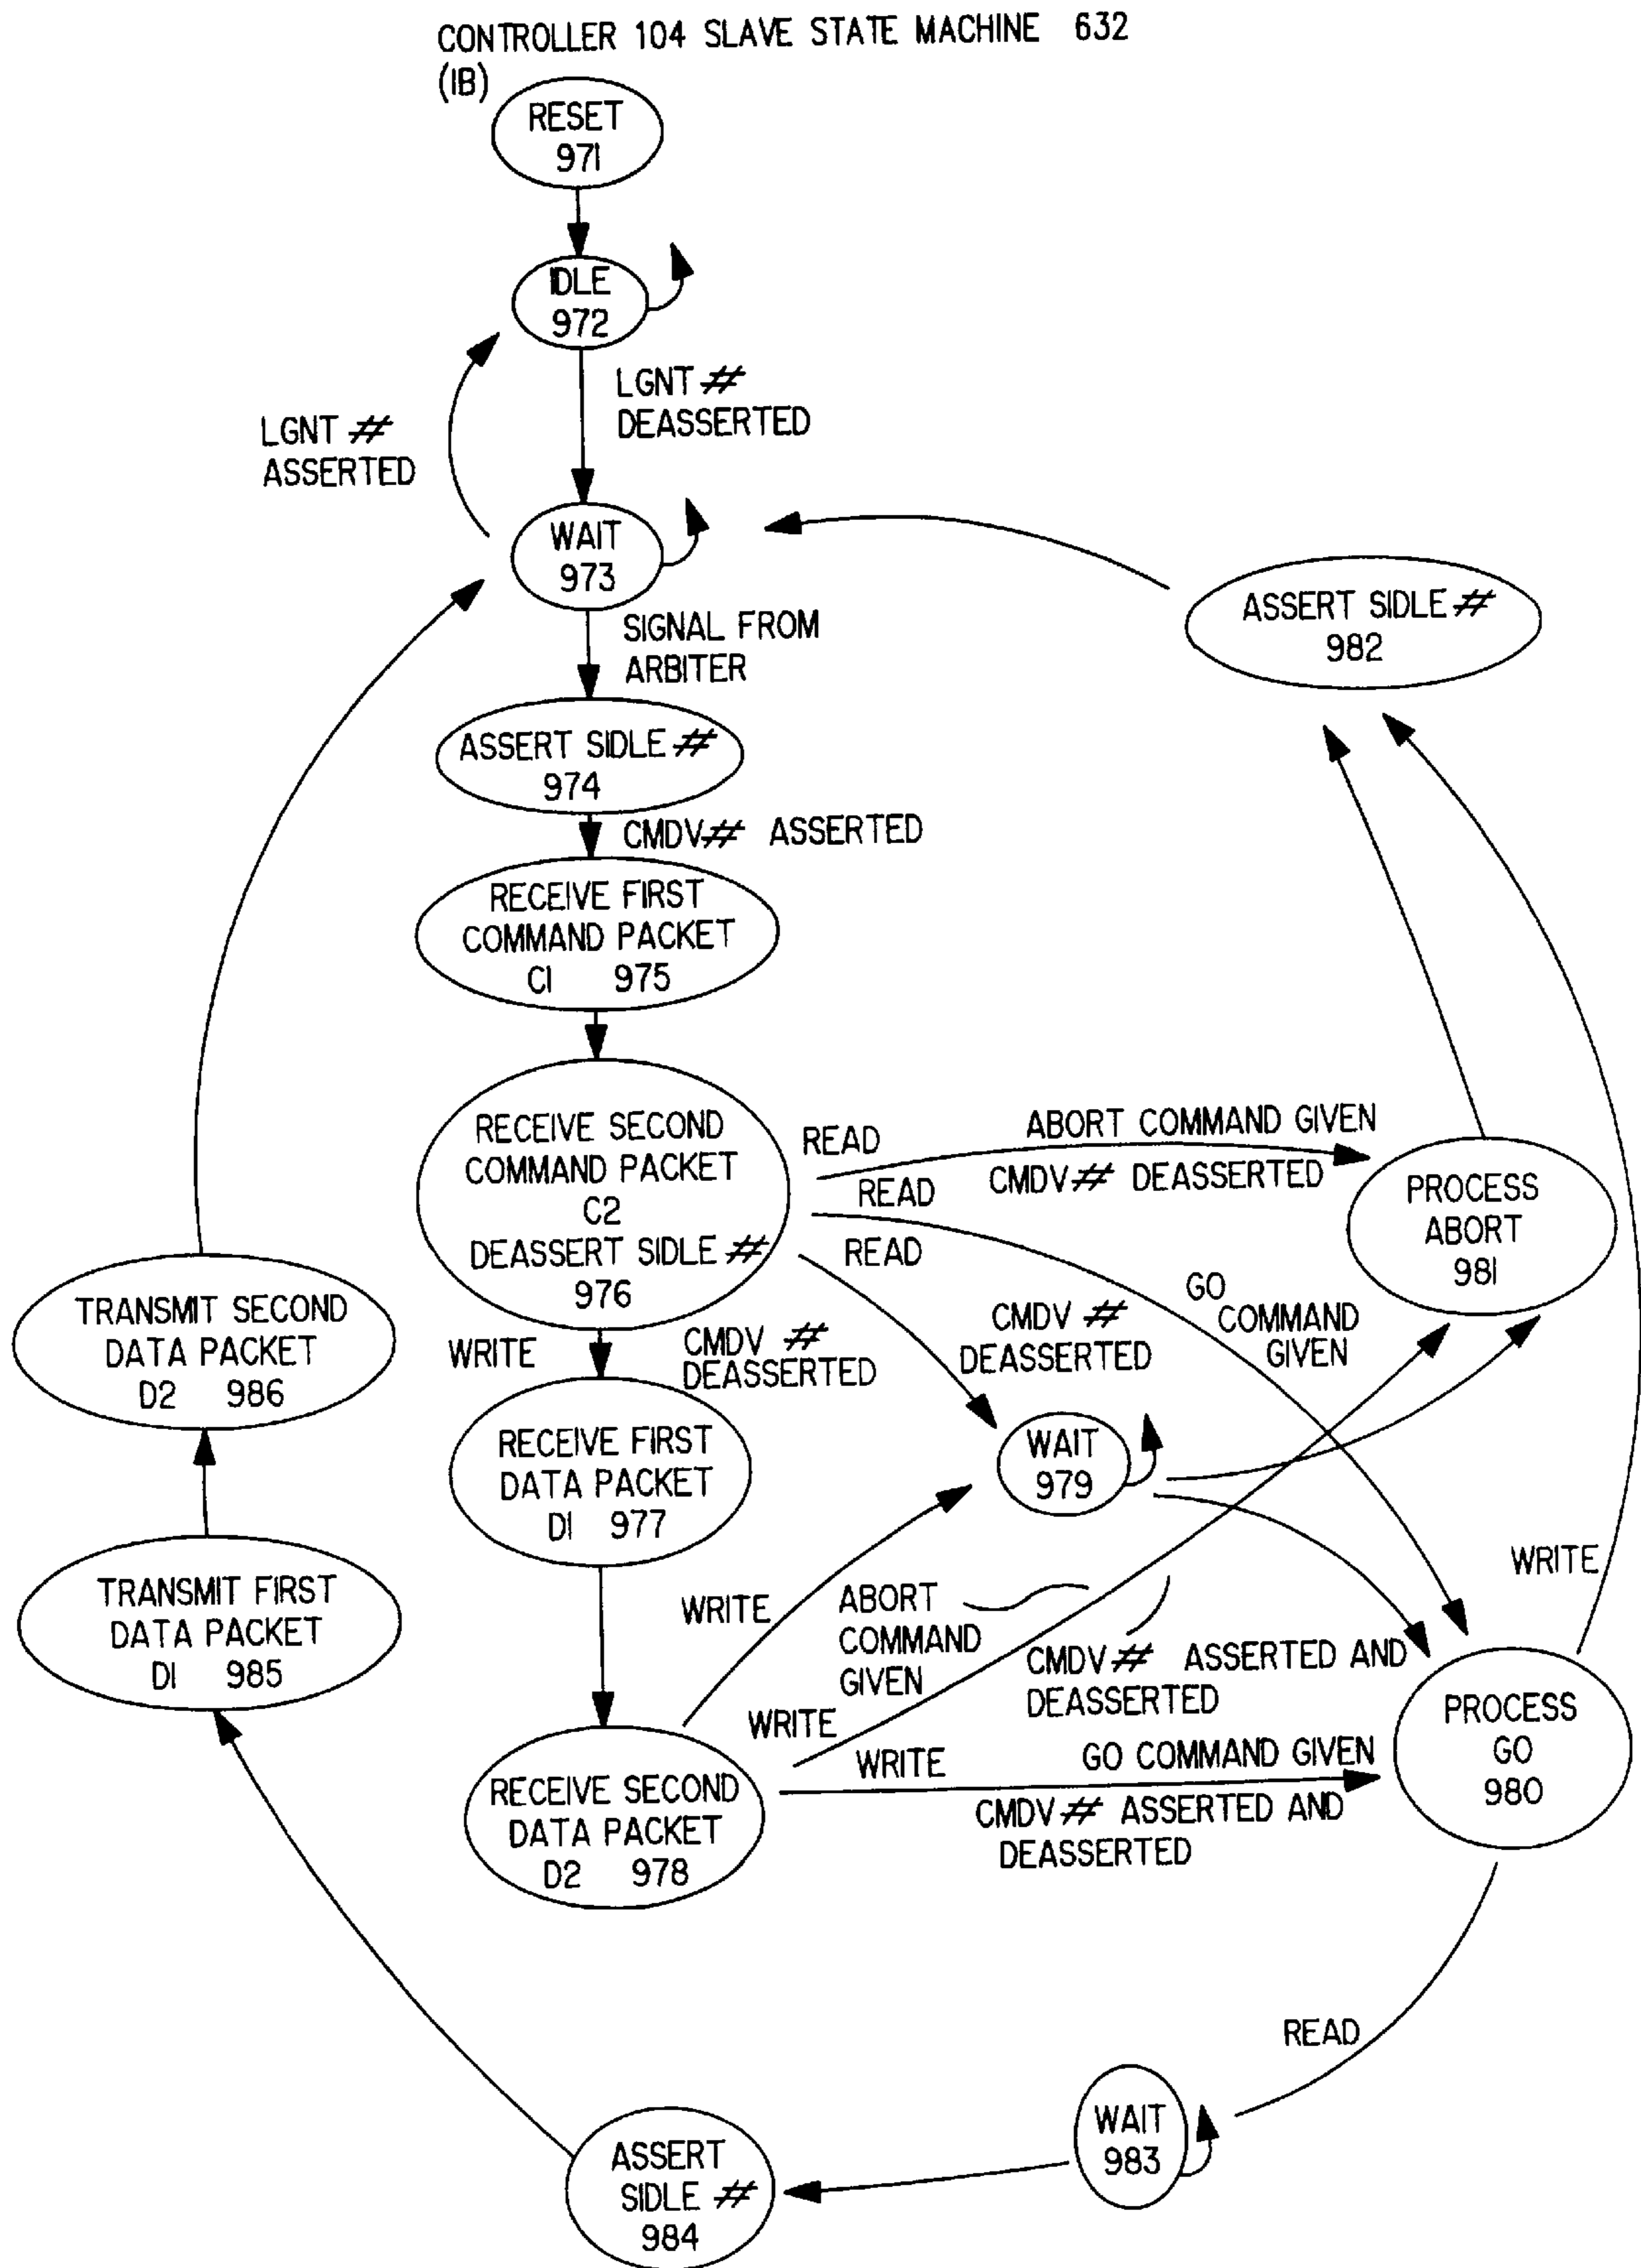 CONTROLLER 104 SLAVE STATE MACHINE 632
(IB)
RESET
971
IDLE
972
LGNT #
DEASSERTED
LGNT #
ASSERTED
WAIT
973
SIGNAL FROM
ARBITER
ASSERT SIDLE #
982
ASSERT SIDLE #
974
CMDV# ASSERTED
RECEIVE FIRST
COMMAND PACKET
C1 975
RECEIVE SECOND
COMMAND PACKET
C2
DEASSERT SIDLE #
976
READ
ABORT COMMAND GIVEN
CMDV# DEASSERTED
READ
READ
PROCESS
ABORT
981
GO
COMMAND
GIVEN
CMDV #
DEASSERTED
TRANSMIT SECOND
DATA PACKET
D2 986
WRITE
CMDV #
DEASSERTED
RECEIVE FIRST
DATA PACKET
D1 977
WAIT
979
WRITE
TRANSMIT FIRST
DATA PACKET
D1 985
WRITE
ABORT
COMMAND
GIVEN
CMDV# ASSERTED AND
DEASSERTED
WRITE
WRITE
GO COMMAND GIVEN
CMDV# ASSERTED AND
DEASSERTED
PROCESS
GO
980
RECEIVE SECOND
DATA PACKET
D2 978
READ
WAIT
983
ASSERT
SIDLE #
984